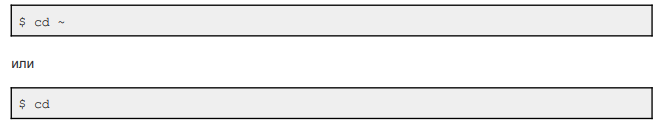 $ cd ~
или
$ cd